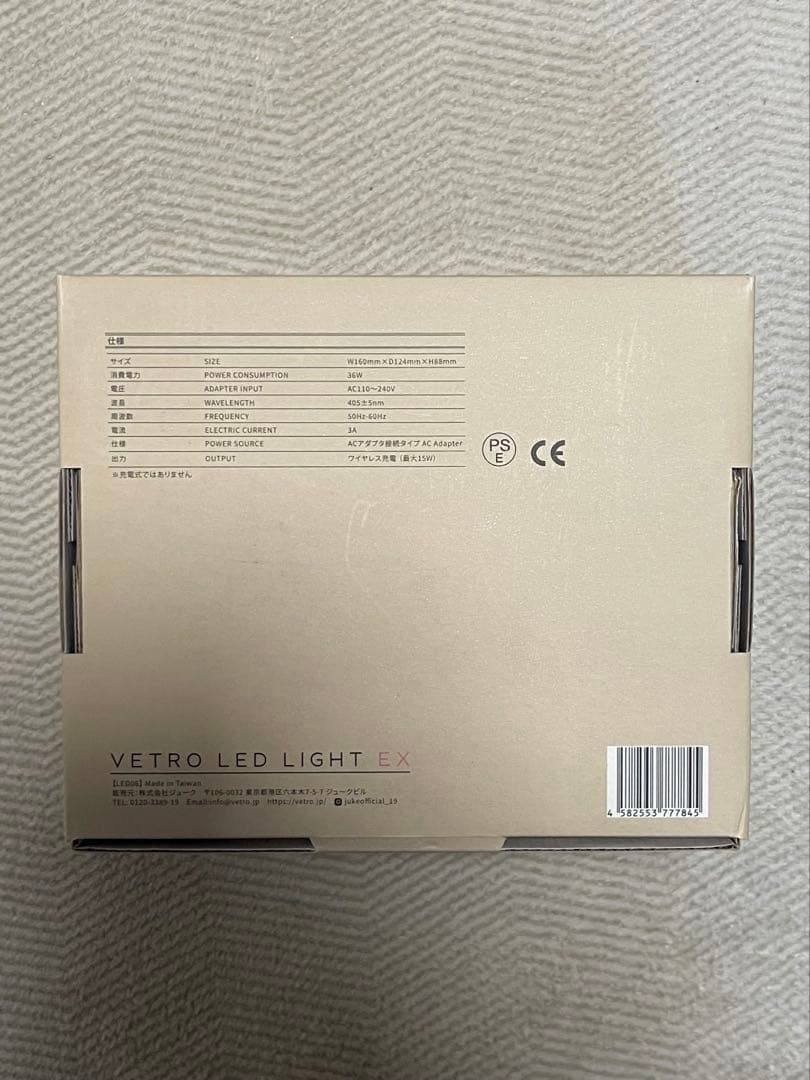 仕様
サイズ SIZE W160mm×D124mm×H88mm
消費電力 POWER CONSUMPTION 36W
電圧 ADAPTER INPUT AC110～240V
波長 WAVELENGTH 405±5nm
周波数 FREQUENCY 50Hz-60Hz
電流 ELECTRIC CURRENT 3A
仕様 POWER SOURCE ACアダプタ接続タイプ AC Adapter
出力 OUTPUT ワイヤレス充電（最大15W）
※充電式ではありません
PS
E
CE
VETRO LED LIGHT EX
【LED06】Made in Taiwan
販売元：株式会社ジューク 〒106-0032 東京都港区六本木7-5-7 ジュークビル
TEL: 0120-3389-19 Email:info@vetro.jp https://vetro.jp/ jukeofficial_19
4 582553 777845